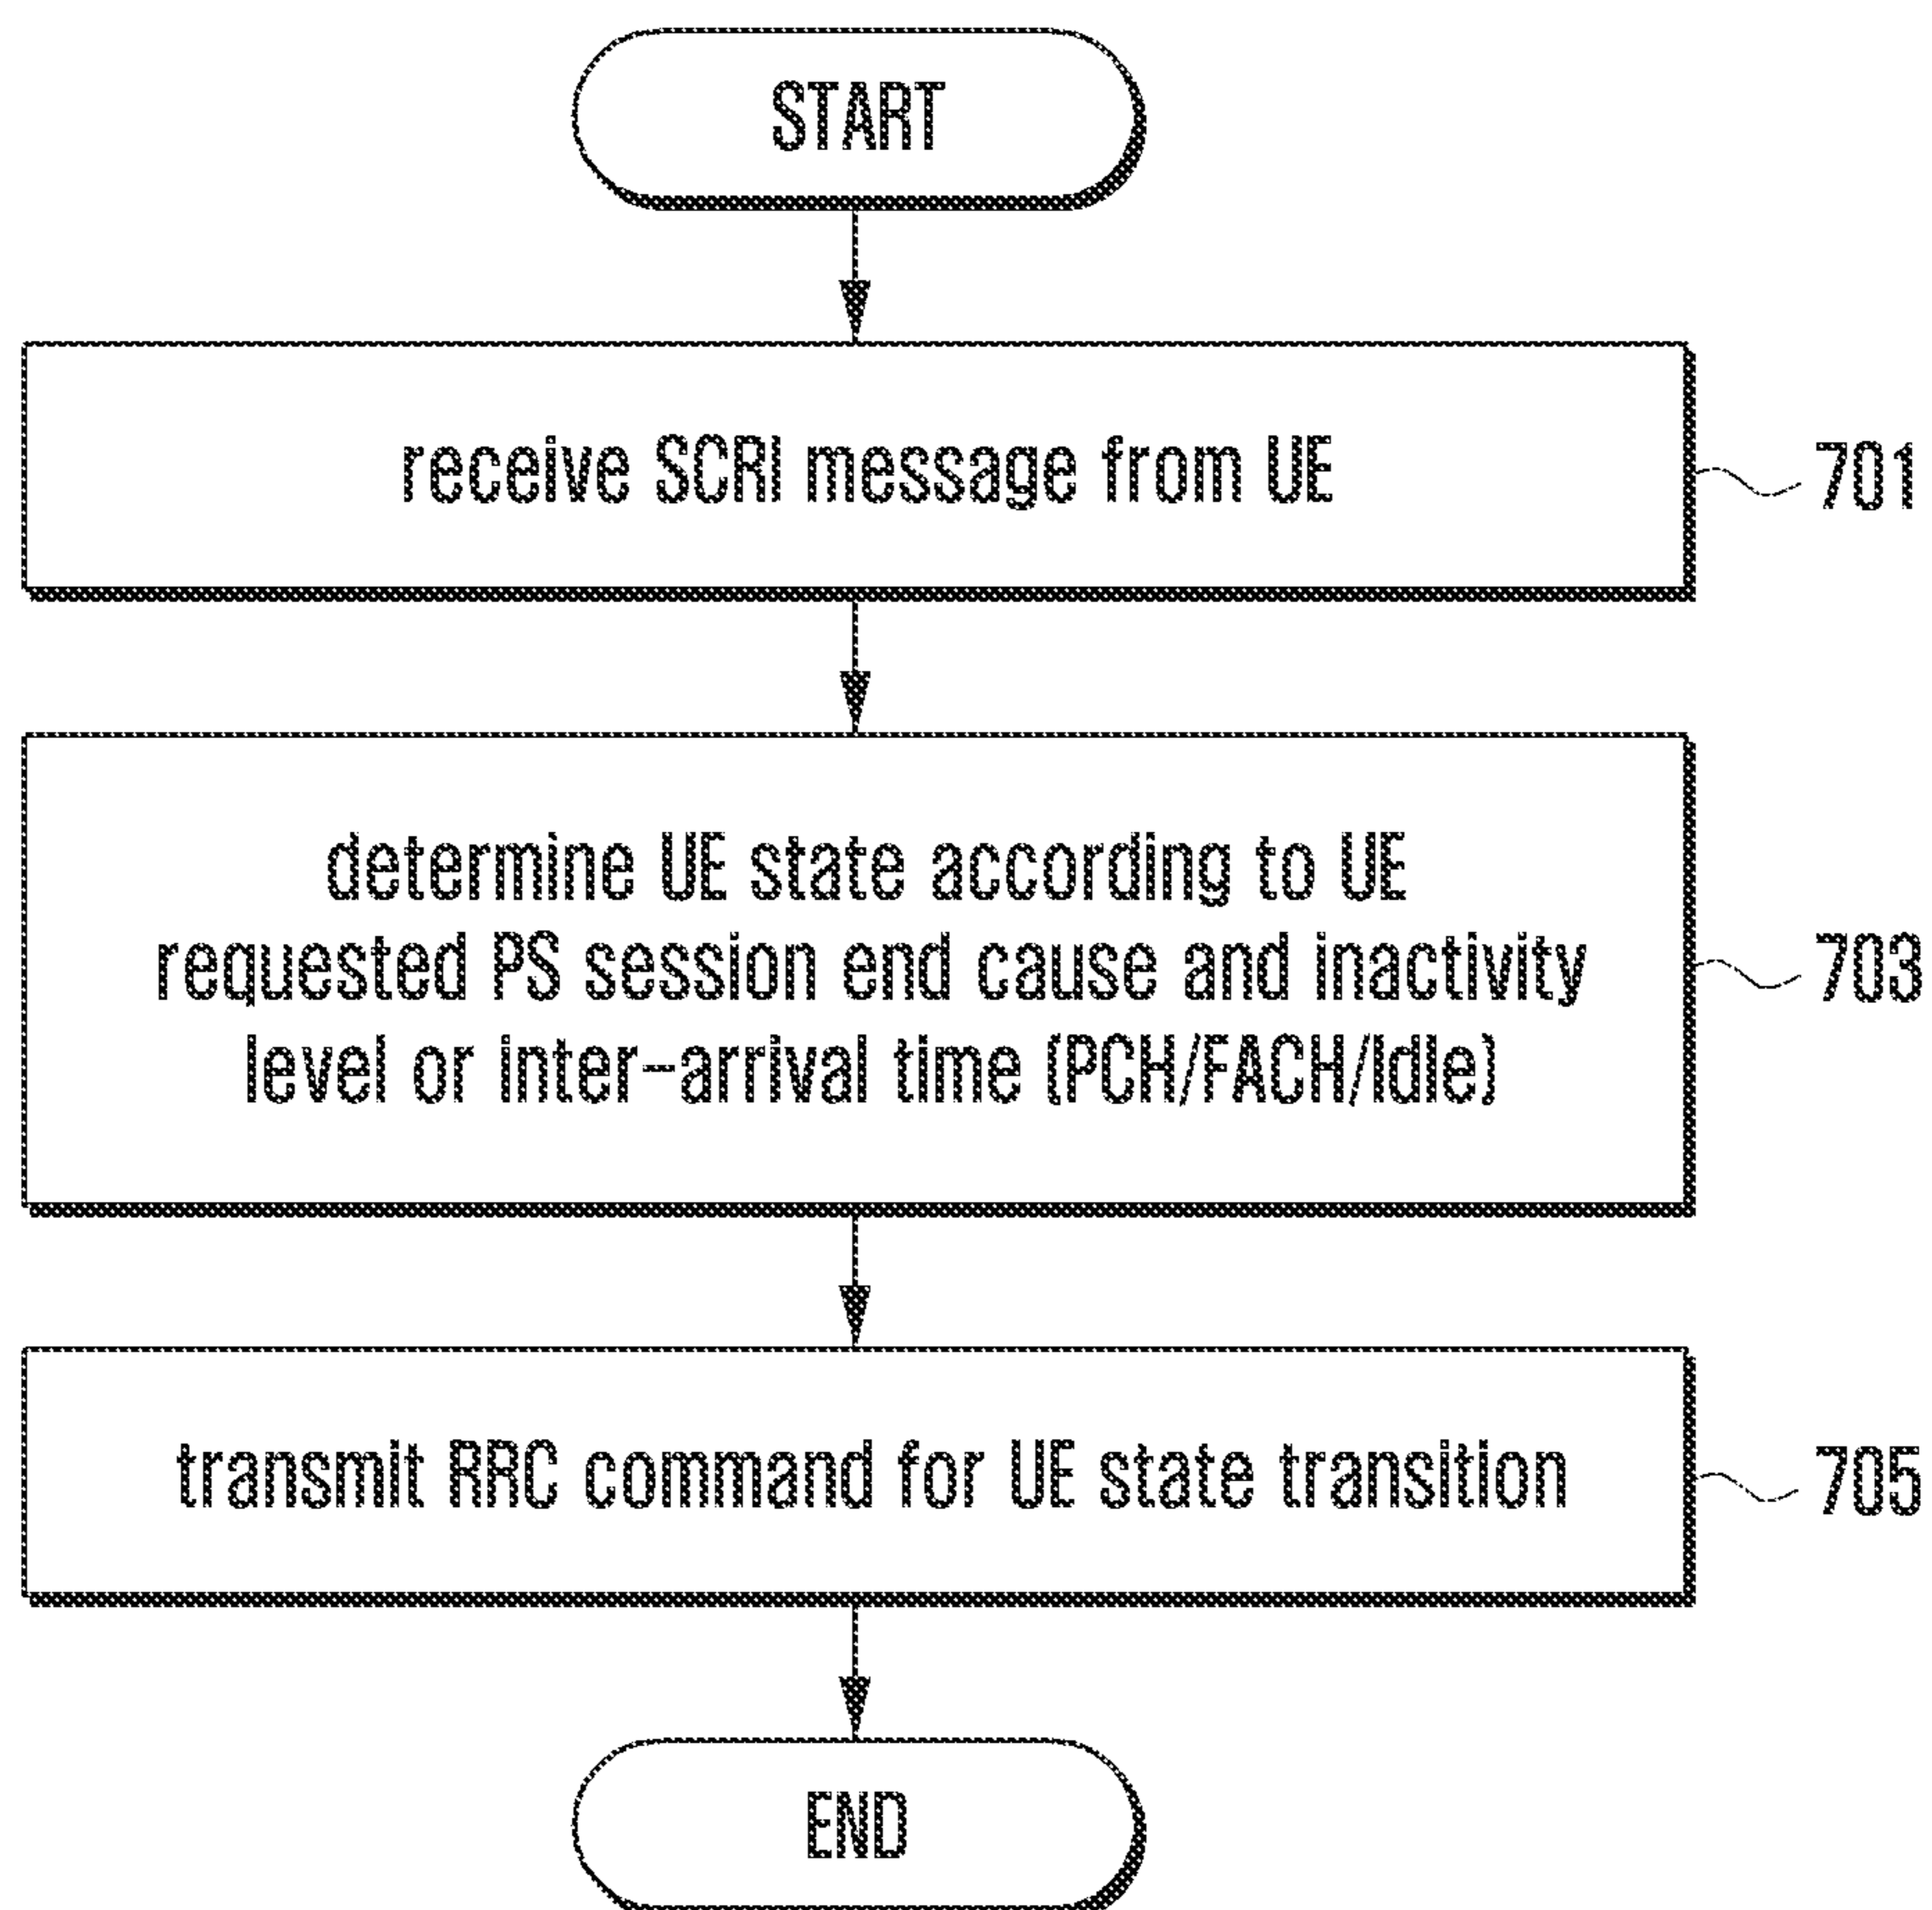 START
receive SCRI message from UE
701
determine UE state according to UE
requested PS session end cause and inactivity
level or inter-arrival time (PCH/FACH/Idle)
703
transmit RRC command for UE state transition
705
END